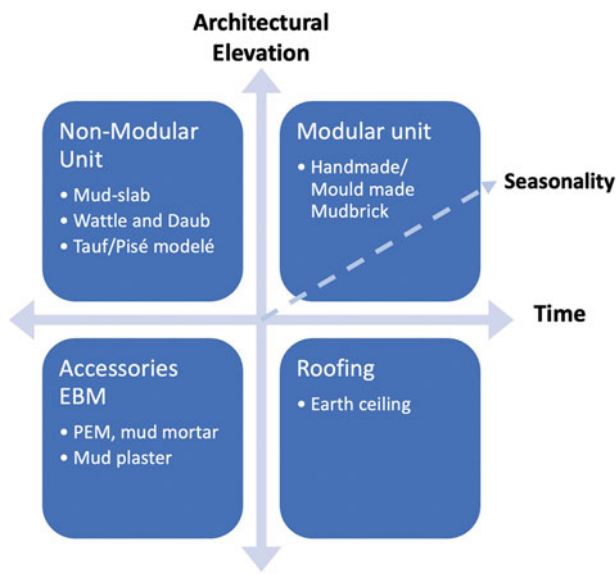 Architectural
Elevation
Non-Modular
Unit
• Mud-slab
• Wattle and Daub
• Tauf/Pisé modelé
Modular unit
• Handmade/
Mould made
Mudbrick
Seasonality
Time
Accessories
EBM
• PEM, mud mortar
• Mud plaster
Roofing
• Earth ceiling